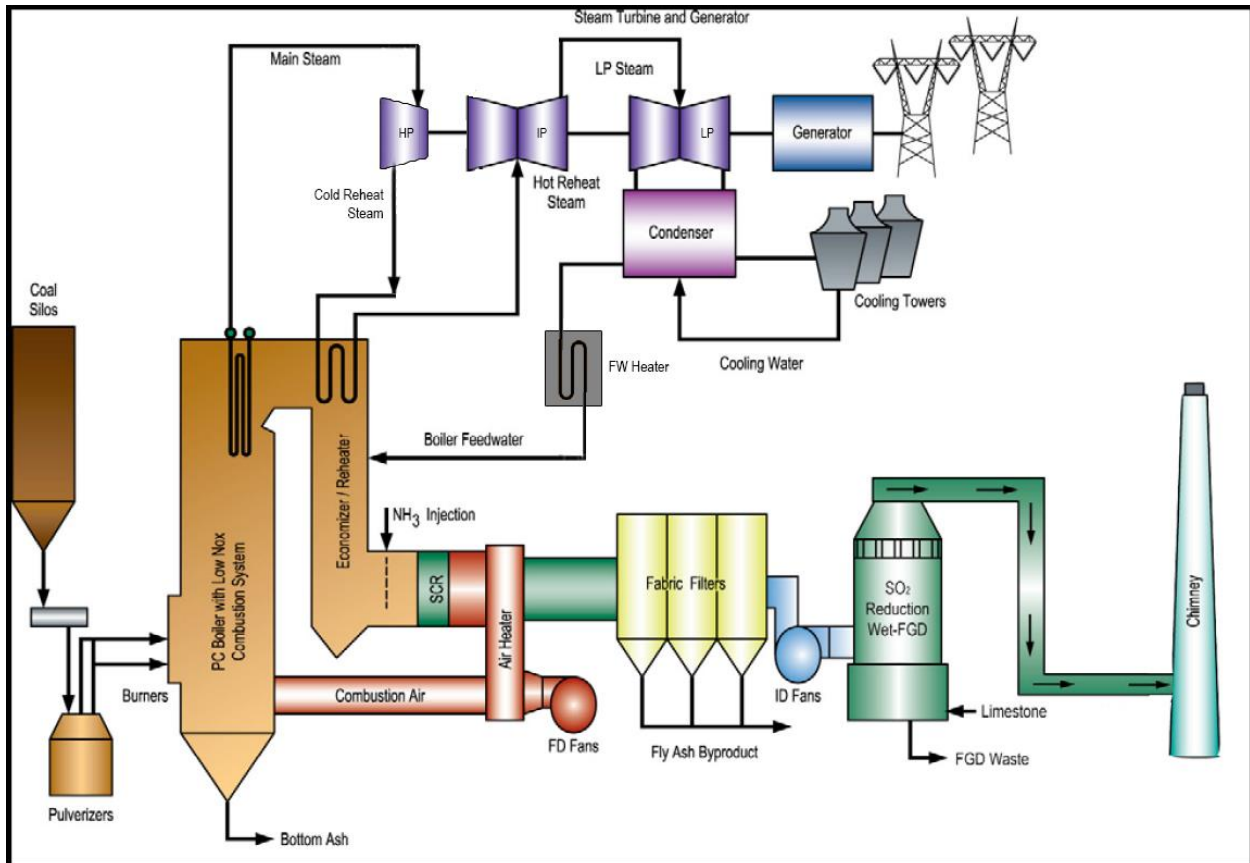 Steam Turbine and Generator
Main Steam
LP Steam
HP
IP
LP
Generator
Cold Reheat
Steam
Hot Reheat
Steam
Condenser
Coal
Silos
Cooling Towers
FW Heater
Cooling Water
Boiler Feedwater
PC Boiler with Low Nox
Combustion System
Economizer / Reheater
NH3 Injection
SCR
Air Heater
Fabric Filters
SO2
Reduction
Wet-FGD
Chimney
Burners
Combustion Air
FD Fans
ID Fans
Limestone
Fly Ash Byproduct
FGD Waste
Pulverizers
Bottom Ash